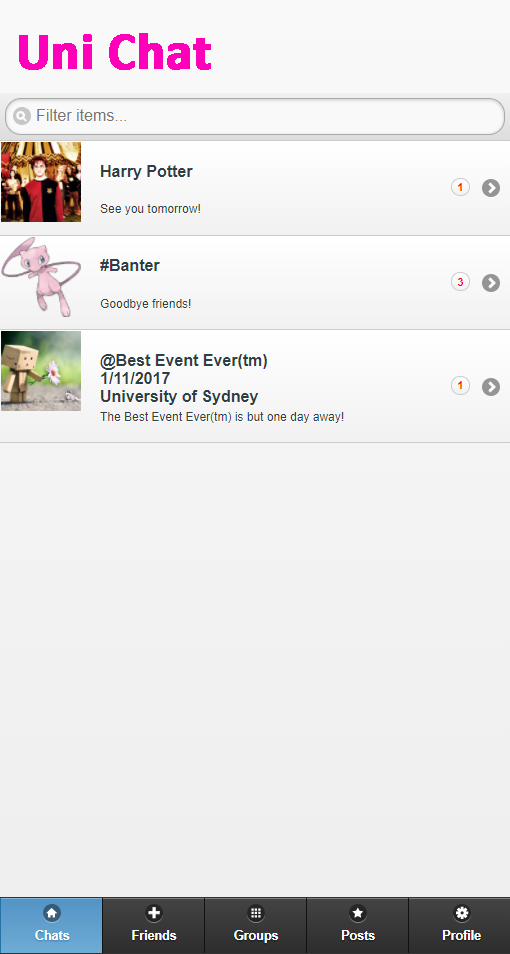 Uni Chat
Filter items...
Harry Potter
1
See you tomorrow!
#Banter
3
Goodbye friends!
@Best Event Ever(tm)
1/11/2017
1
University of Sydney
The Best Event Ever(tm) is but one day away!
Chats
Friends
Groups
Posts
Profile